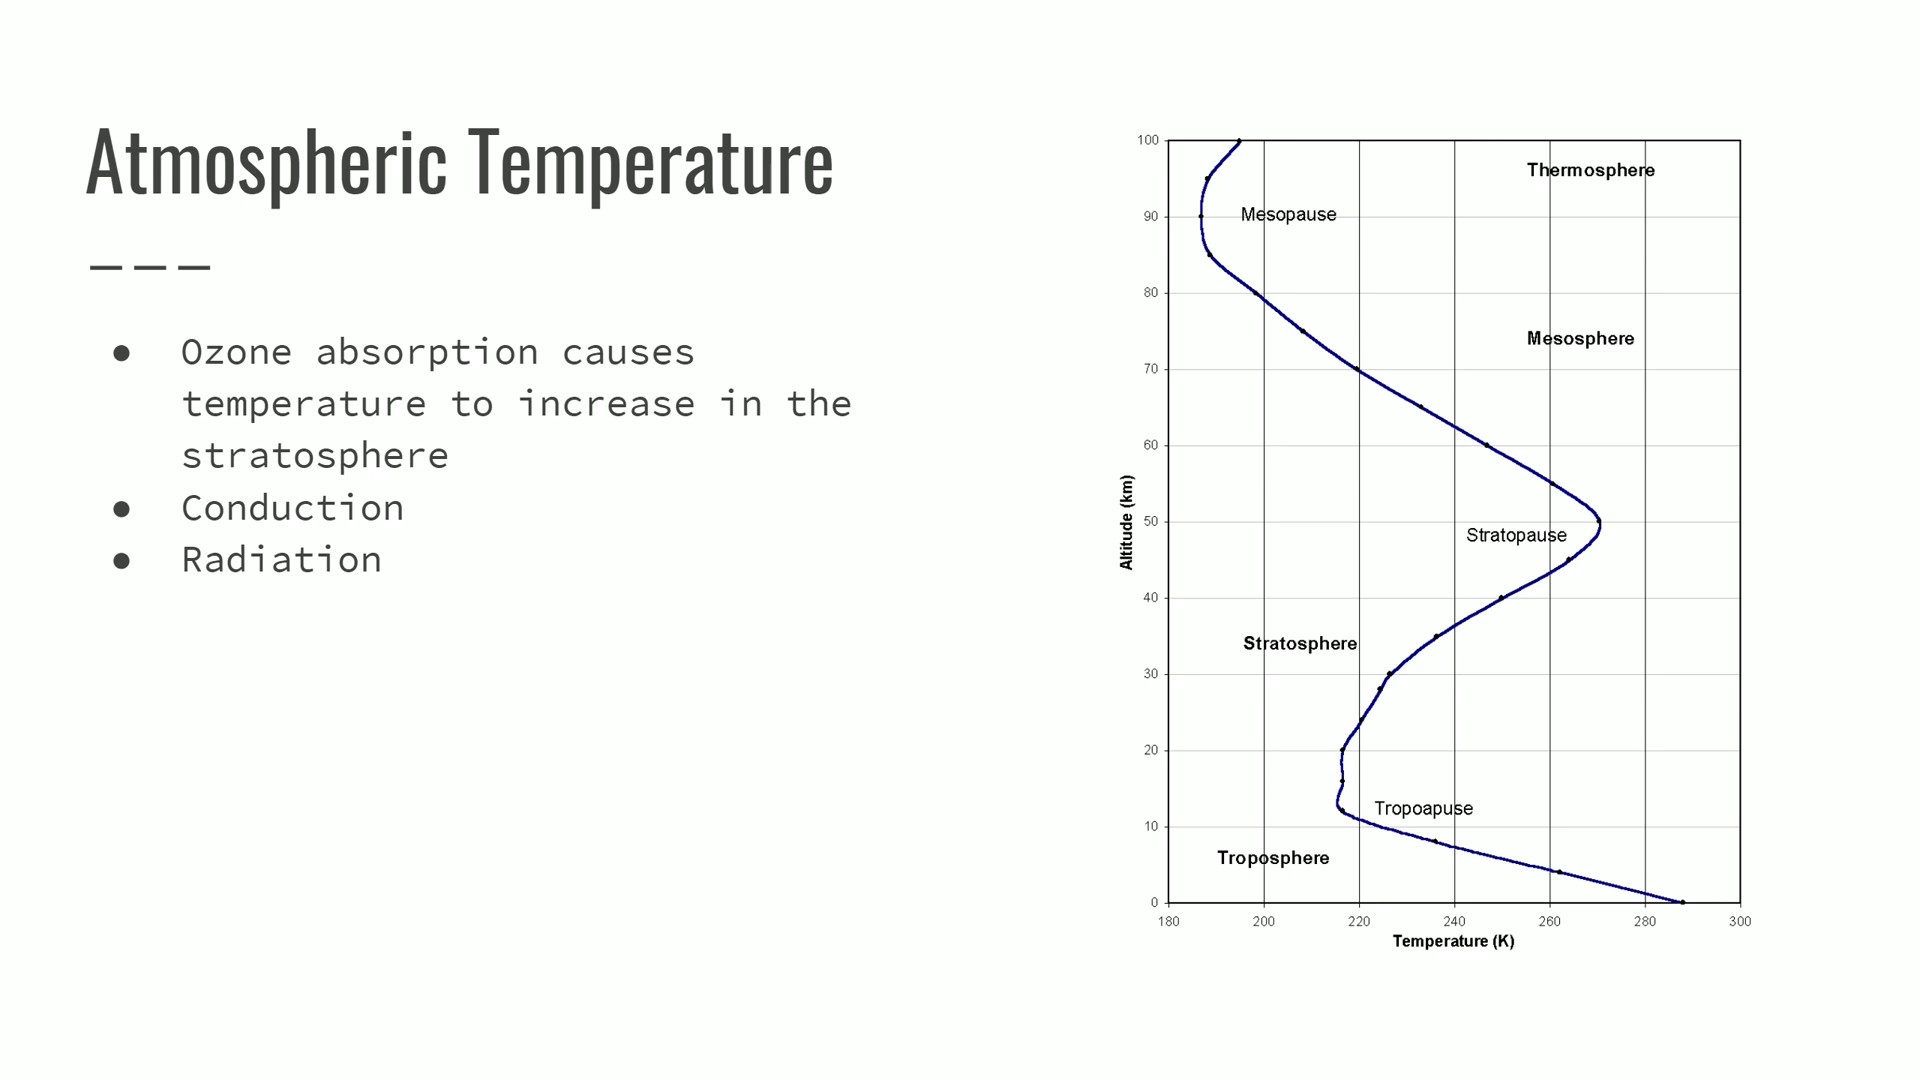 Atmospheric Temperature
● Ozone absorption causes
temperature to increase in the
stratosphere
● Conduction
● Radiation
100
90
80
70
60
50
40
30
20
10
0
Altitude (km)
Thermosphere
Mesopause
Mesosphere
Stratopause
Stratosphere
Tropoapuse
Troposphere
180 200 220 240 260 280 300
Temperature (K)